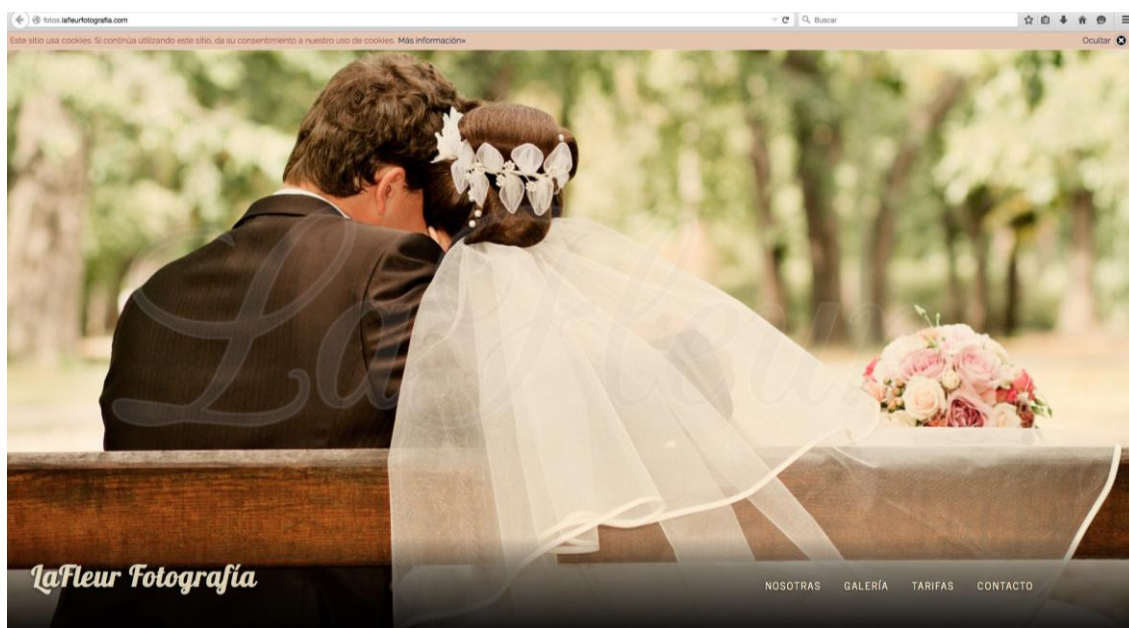 fotos.lafleurfotografia.com
Buscar
Este sitio usa cookies. Si continúa utilizando este sitio, da su consentimiento a nuestro uso de cookies. Más información»
Ocultar
LaFleur
LaFleur Fotografía
NOSOTRAS GALERÍA TARIFAS CONTACTO